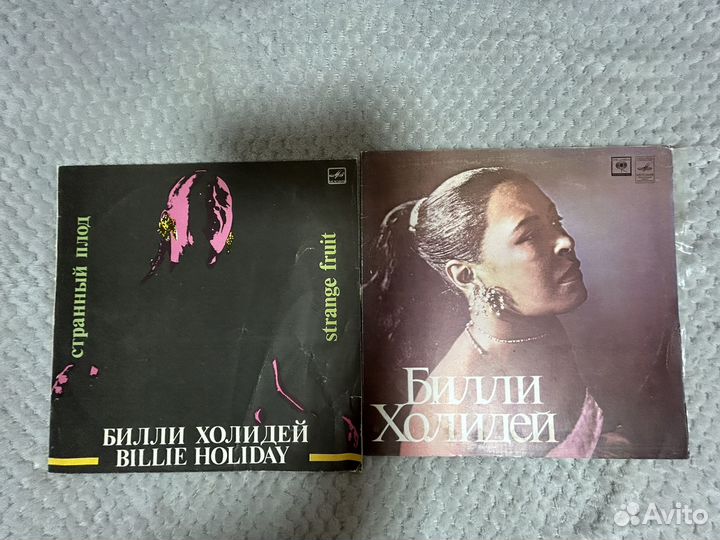 странный плод
strange fruit
БИЛЛИ ХОЛИДЕЙ
BILLIE HOLIDAY
БИЛЛИ
ХОЛИДЕЙ
Avito